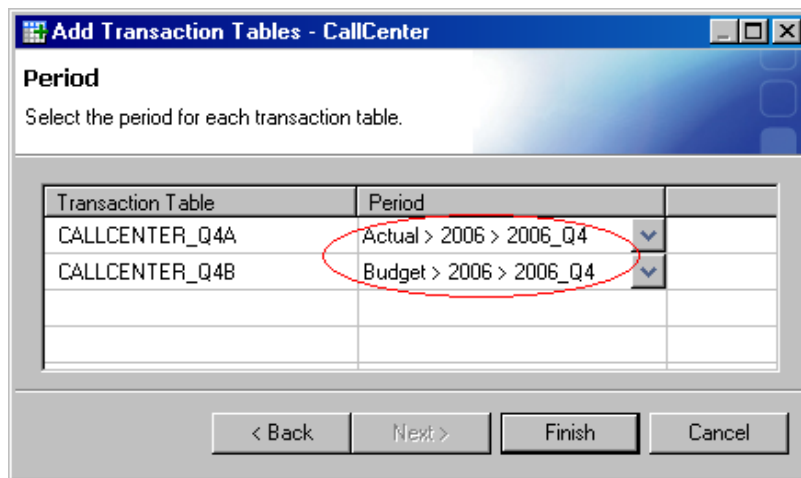 Add Transaction Tables - CallCenter
Period
Select the period for each transaction table.
Transaction Table Period
CALLCENTER_Q4A Actual > 2006 > 2006_Q4
CALLCENTER_Q4B Budget > 2006 > 2006_Q4
< Back Next > Finish Cancel